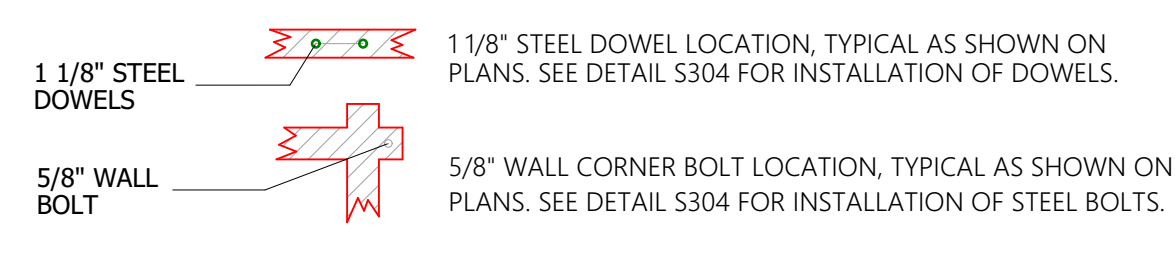 1 1/8" STEEL
DOWELS
1 1/8" STEEL DOWEL LOCATION, TYPICAL AS SHOWN ON
PLANS. SEE DETAIL S304 FOR INSTALLATION OF DOWELS.
5/8" WALL
BOLT
5/8" WALL CORNER BOLT LOCATION, TYPICAL AS SHOWN ON
PLANS. SEE DETAIL S304 FOR INSTALLATION OF STEEL BOLTS.